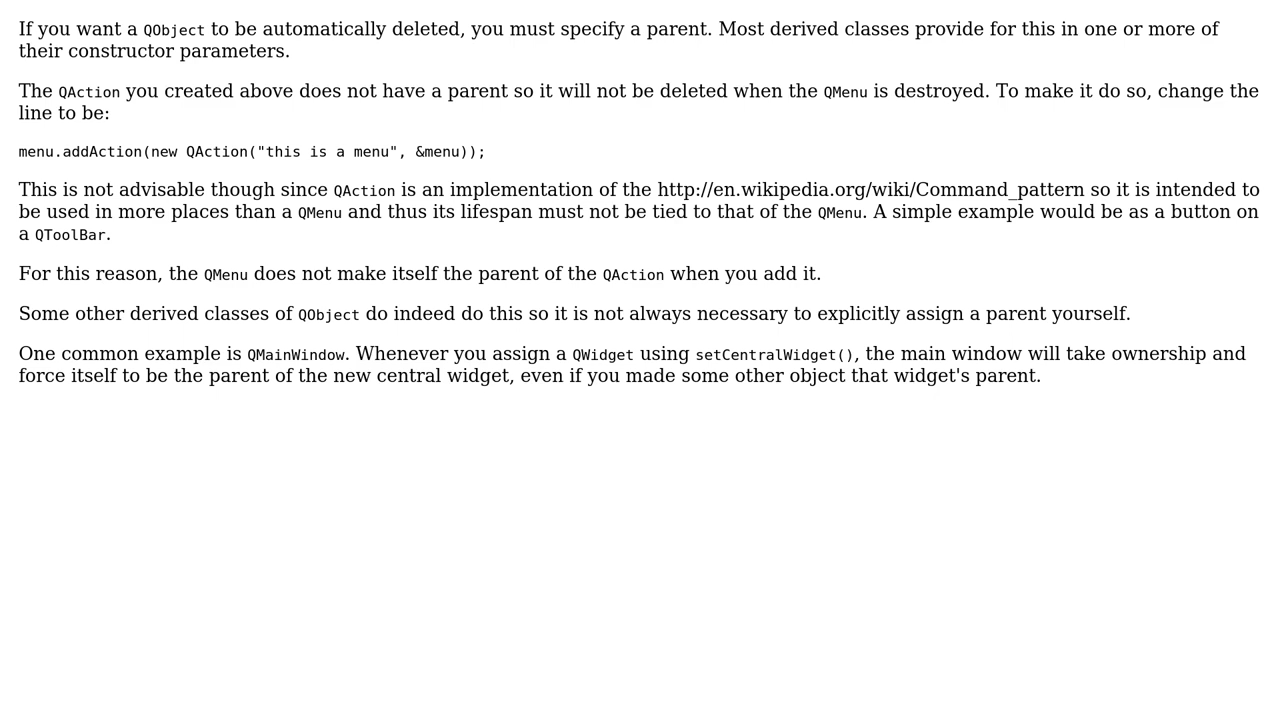 If you want a QObject to be automatically deleted, you must specify a parent. Most derived classes provide for this in one or more of
their constructor parameters.
The QAction you created above does not have a parent so it will not be deleted when the QMenu is destroyed. To make it do so, change the
line to be:
menu.addAction(new QAction("this is a menu", &menu));
This is not advisable though since QAction is an implementation of the http://en.wikipedia.org/wiki/Command_pattern so it is intended to
be used in more places than a QMenu and thus its lifespan must not be tied to that of the QMenu. A simple example would be as a button on
a QToolBar.
For this reason, the QMenu does not make itself the parent of the QAction when you add it.
Some other derived classes of QObject do indeed do this so it is not always necessary to explicitly assign a parent yourself.
One common example is QMainWindow. Whenever you assign a QWidget using setCentralWidget(), the main window will take ownership and
force itself to be the parent of the new central widget, even if you made some other object that widget's parent.